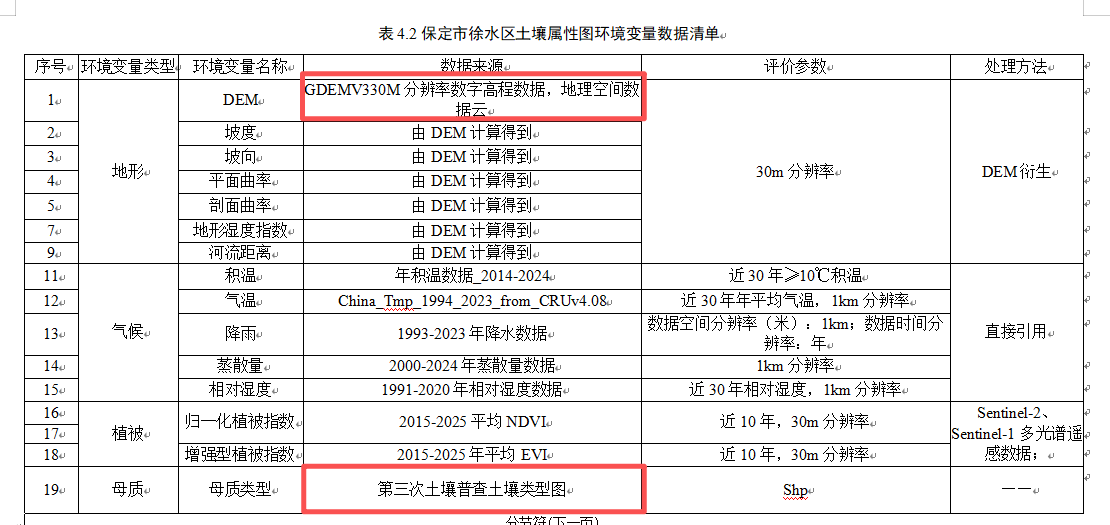 表 4.2 保定市徐水区土壤属性图环境变量数据清单
序号 环境变量类型 环境变量名称 数据来源 评价参数 处理方法
1 地形 DEM GDEMV330M 分辨率数字高程数据，地理空间数
据云 30m 分辨率 DEM 衍生
2 坡度 由 DEM 计算得到
3 坡向 由 DEM 计算得到
4 平面曲率 由 DEM 计算得到
5 剖面曲率 由 DEM 计算得到
7 地形湿度指数 由 DEM 计算得到
9 河流距离 由 DEM 计算得到
11 气候 积温 年积温数据_2014-2024 近 30 年≥10℃积温 直接引用
12 气温 China_Tmp_1994_2023_from_CRUv4.08 近 30 年年平均气温，1km 分辨率
13 降雨 1993-2023 年降水数据 数据空间分辨率（米）：1km；数据时间分
辨率：年
14 蒸散量 2000-2024 年蒸散量数据 1km 分辨率
15 相对湿度 1991-2020 年相对湿度数据 近 30 年相对湿度，1km 分辨率
16 植被 归一化植被指数 2015-2025 平均 NDVI 近 10 年，30m 分辨率 Sentinel-2、
17 Sentinel-1 多光谱遥
18 增强型植被指数 2015-2025 年平均 EVI 近 10 年，30m 分辨率 感数据；
19 母质 母质类型 第三次土壤普查土壤类型图 Shp ——
分节符(下一页)